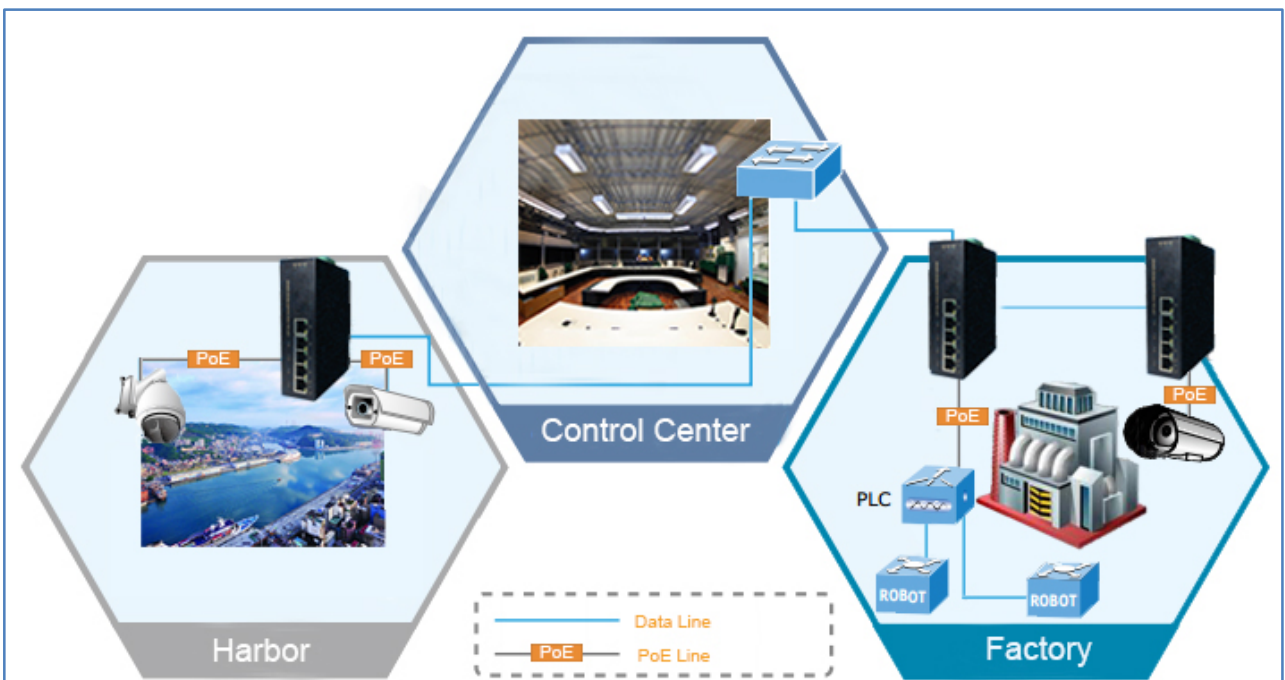 Control Center
PoE
PoE
Harbor
PoE
PoE
PLC
ROBOT
ROBOT
Factory
Data Line
PoE
PoE Line